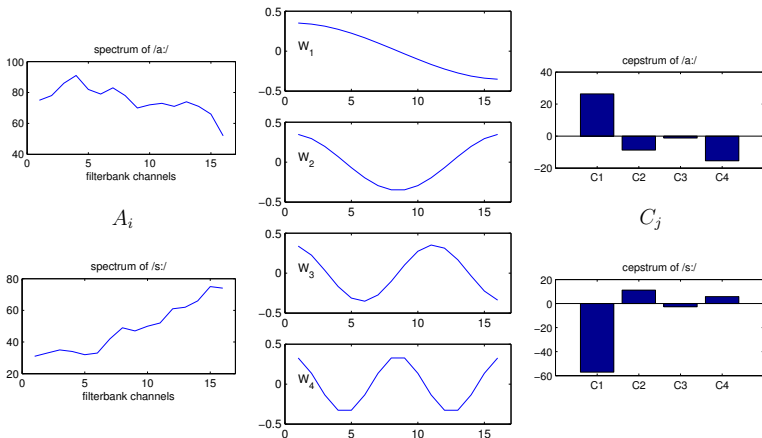 spectrum of /a:/
100
80
60
40
0 5 10 15
filterbank channels
A_i
spectrum of /s:/
80
60
40
20
0 5 10 15
filterbank channels
0.5
W_1
0
−0.5
0 5 10 15
0.5
W_2
0
−0.5
0 5 10 15
0.5
W_3
0
−0.5
0 5 10 15
0.5
W_4
0
−0.5
0 5 10 15
cepstrum of /a:/
40
20
0
−20
C1 C2 C3 C4
C_j
cepstrum of /s:/
20
0
−20
−40
−60
C1 C2 C3 C4